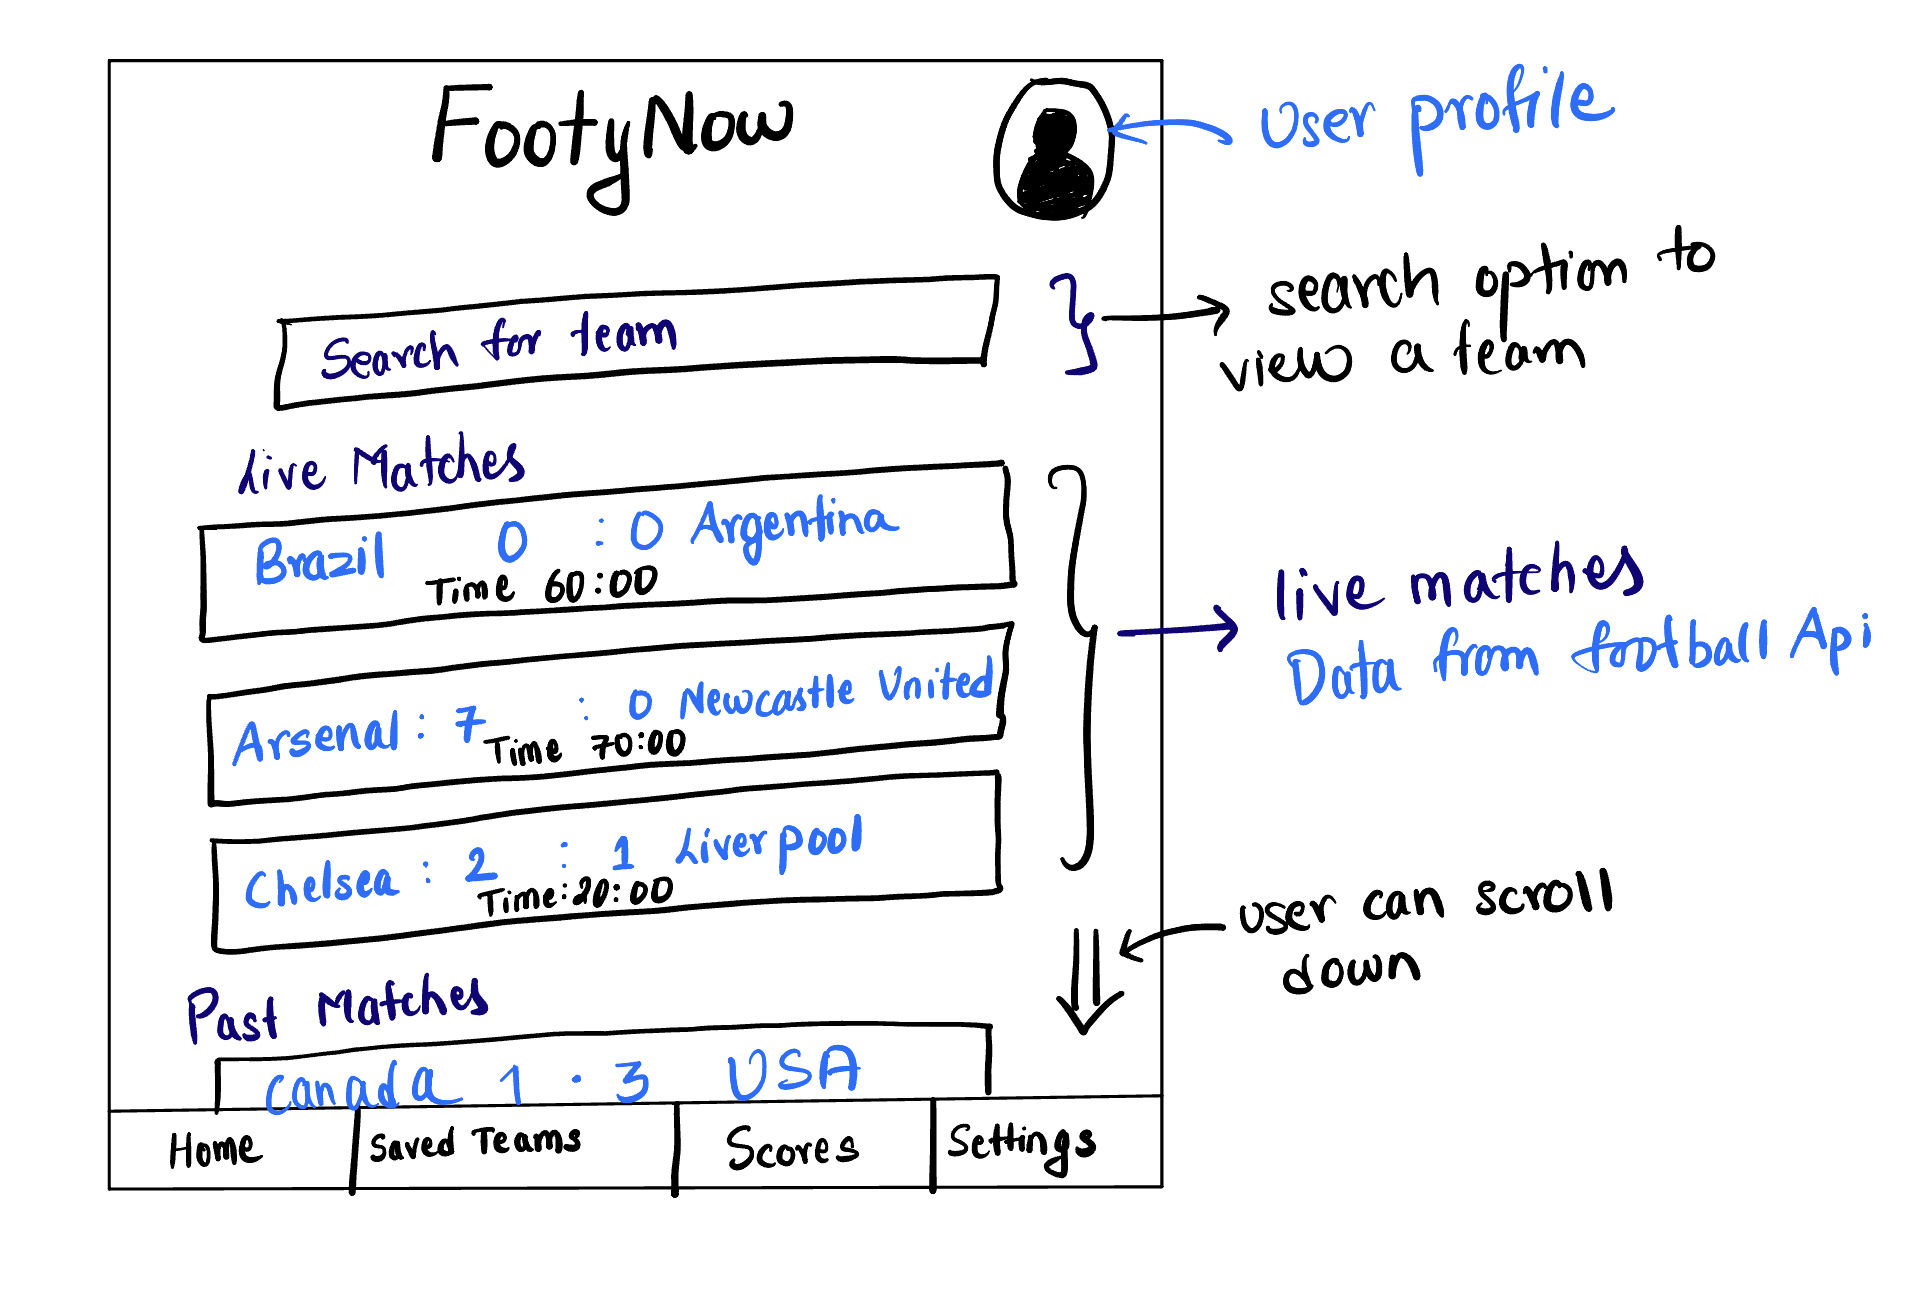 FootyNow
User profile
Search for team
search option to
view a team
Live Matches
Brazil 0 : 0 Argentina
Time 60:00
Arsenal : 7 : 0 Newcastle United
Time 70:00
Chelsea : 2 : 1 Liverpool
Time:20:00
live matches
Data from football Api
user can scroll
down
Past Matches
Canada 1 . 3 USA
Home
Saved Teams
Scores
Settings